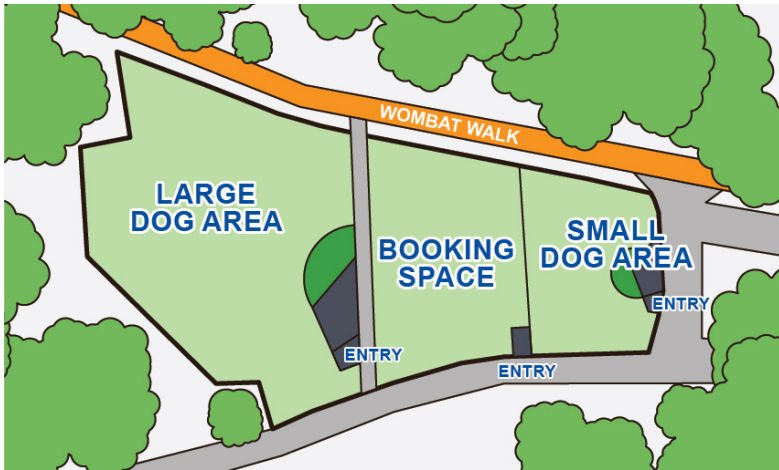 WOMBAT WALK
LARGE
DOG AREA
BOOKING
SPACE
SMALL
DOG AREA
ENTRY
ENTRY
ENTRY